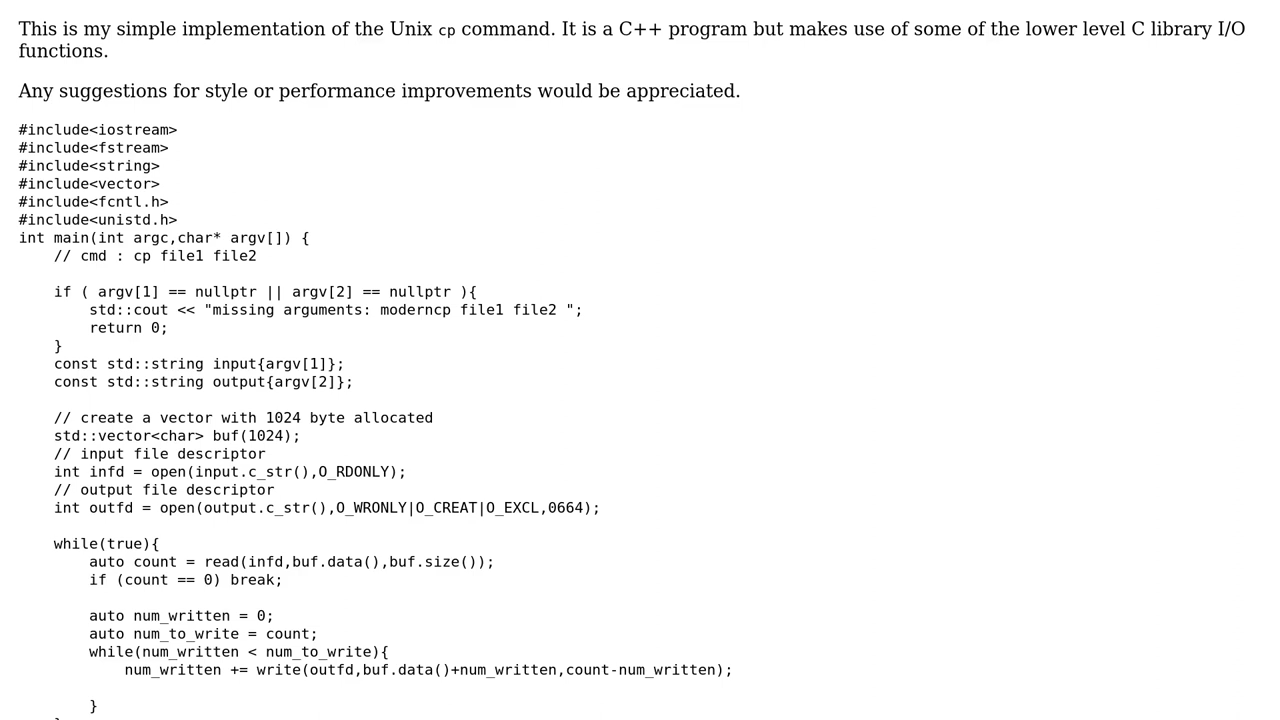 This is my simple implementation of the Unix cp command. It is a C++ program but makes use of some of the lower level C library I/O
functions.
Any suggestions for style or performance improvements would be appreciated.
#include<iostream>
#include<fstream>
#include<string>
#include<vector>
#include<fcntl.h>
#include<unistd.h>
int main(int argc,char* argv[]) {
    // cmd : cp file1 file2
    if ( argv[1] == nullptr || argv[2] == nullptr ){
        std::cout << "missing arguments: moderncp file1 file2 ";
        return 0;
    }
    const std::string input{argv[1]};
    const std::string output{argv[2]};
    // create a vector with 1024 byte allocated
    std::vector<char> buf(1024);
    // input file descriptor
    int infd = open(input.c_str(),O_RDONLY);
    // output file descriptor
    int outfd = open(output.c_str(),O_WRONLY|O_CREAT|O_EXCL,0664);
    while(true){
        auto count = read(infd,buf.data(),buf.size());
        if (count == 0) break;
        auto num_written = 0;
        auto num_to_write = count;
        while(num_written < num_to_write){
            num_written += write(outfd,buf.data()+num_written,count-num_written);
        }